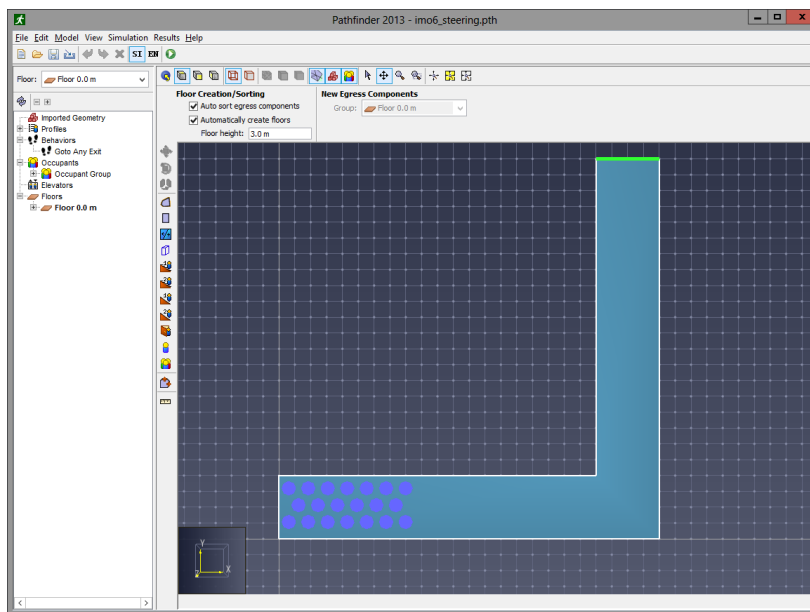 Pathfinder 2013 - imo6_steering.pth
File Edit Model View Simulation Results Help
SI EN
Floor: Floor 0.0 m
Floor Creation/Sorting
New Egress Components
Auto sort egress components
Group: Floor 0.0 m
Automatically create floors
Floor height: 3.0 m
Imported Geometry
Profiles
Behaviors
Goto Any Exit
Occupants
Occupant Group
Elevators
Floors
Floor 0.0 m
Y
Z X